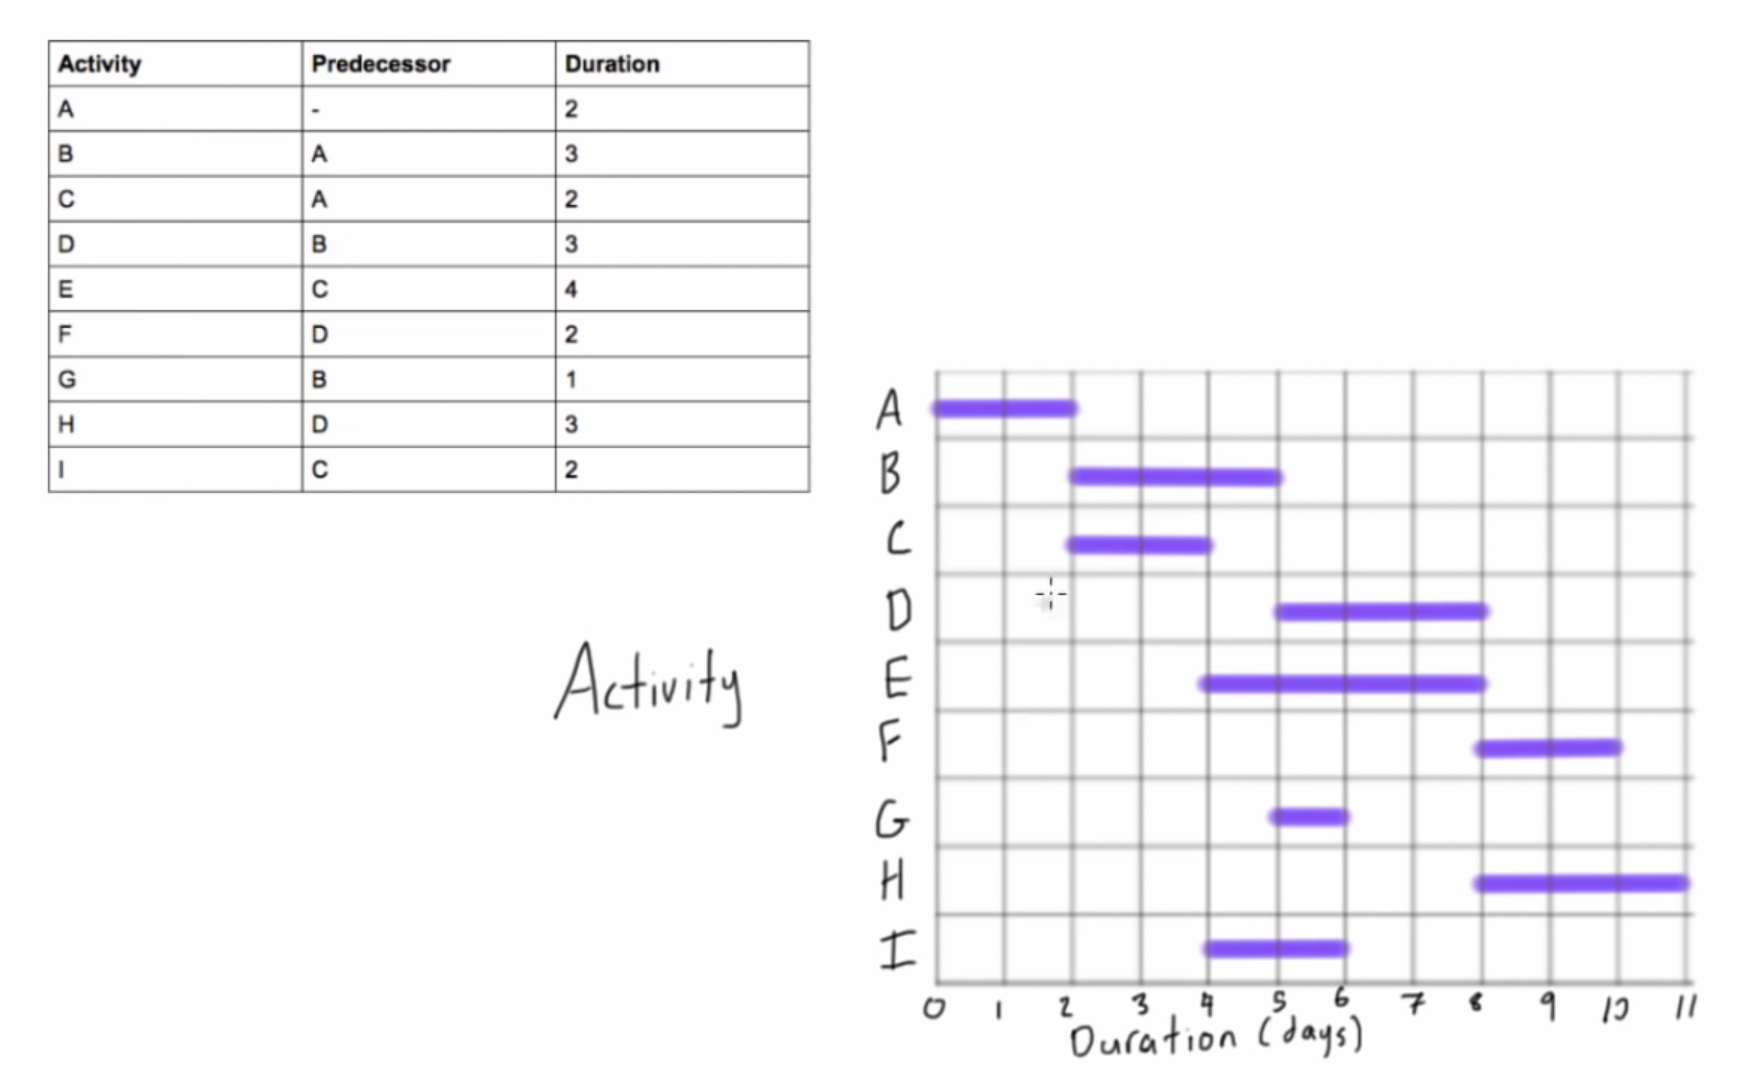 Activity Predecessor Duration
A - 2
B A 3
C A 2
D B 3
E C 4
F D 2
G B 1
H D 3
I C 2
Activity
A
B
C
D
E
F
G
H
I
0 1 2 3 4 5 6 7 8 9 10 11
Duration (days)